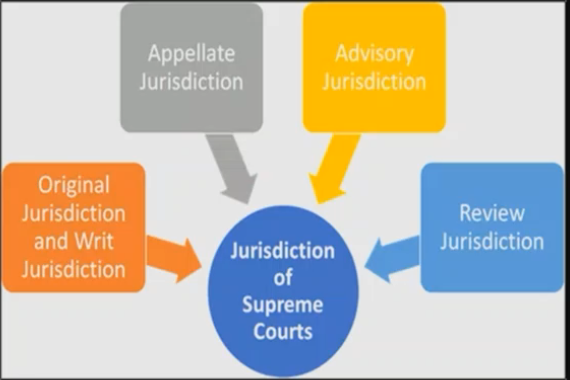 Appellate
Jurisdiction
Advisory
Jurisdiction
Original
Jurisdiction
and Writ
Jurisdiction
Review
Jurisdiction
Jurisdiction
of
Supreme
Courts